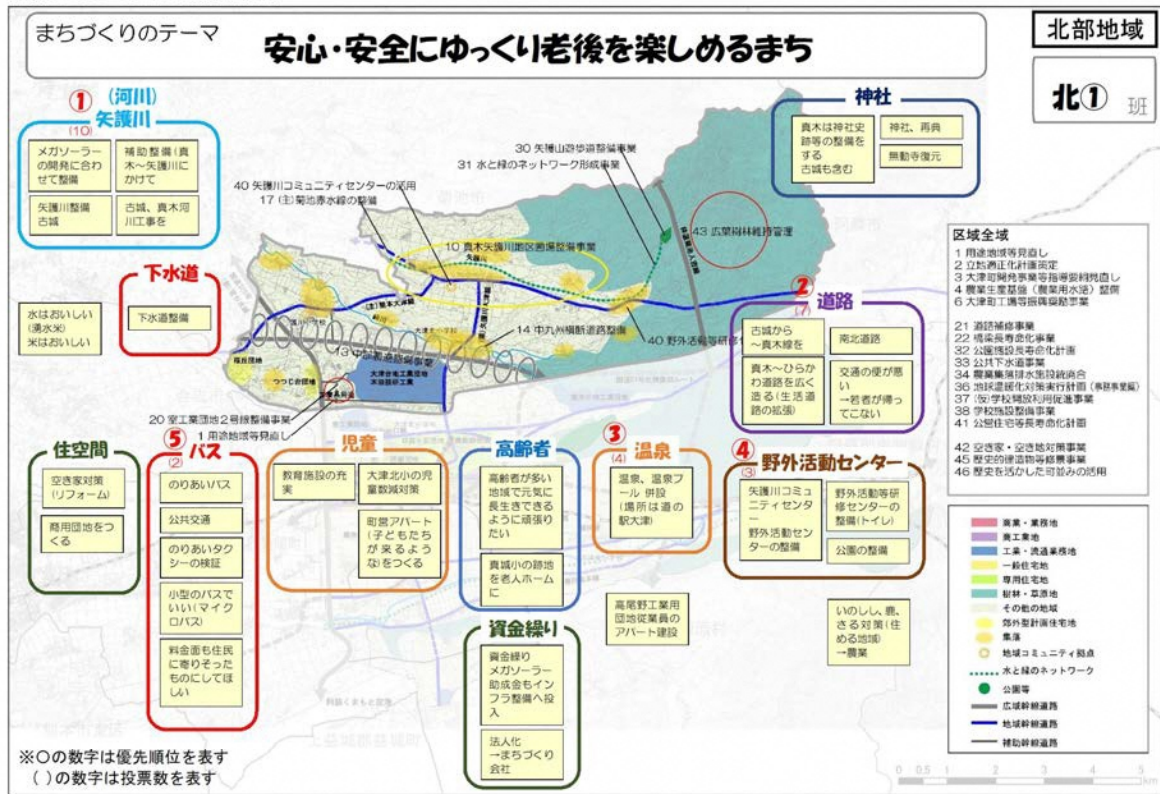 まちづくりのテーマ
安心・安全にゆっくり老後を楽しめるまち
北部地域
北① 班
① (河川)
矢護川
(10)
メガソーラー
の開発に合わ
せて整備
補助整備(真
木～矢護川に
かけて
矢護川整備
古城
古城、真木河
川工事を
下水道
下水道整備
水はおいしい
(湧水米)
米はおいしい
神社
真木は神社史
跡等の整備を
する
古城も含む
神社、再典
無動寺復元
30 矢護山遊歩道整備事業
31 水と緑のネットワーク形成事業
40 矢護川コミュニティセンターの活用
17 (主)菊池赤水線の整備
43 広葉樹林維持管理
10 真木矢護川地区圃場整備事業
矢護川
14 中九州横断道路整備
40 野外活動等研修
20 室工業団地2号線整備事業
1 用途地域等見直し
つつじ台団地
② 道路
(7)
古城から
～真木線を
南北道路
真木～ひらか
わ道路を広く
造る(生活道
路の拡張)
交通の便が悪
い
→若者が帰っ
てこない
区域全域
1 用途地域等見直し
2 立地適正化計画策定
3 大津町開発事業等指導要綱見直し
4 農業生産基盤(農業用水路)整備
6 大津町工場等振興奨励事業
21 道路補修事業
22 橋梁長寿命化事業
32 公園施設長寿命化計画
33 公共下水道事業
34 農業集落排水施設統廃合
36 地球温暖化対策実行計画(事務事業編)
37 (仮)学校開放利用促進事業
38 学校施設整備事業
41 公営住宅等長寿命化計画
42 空き家・空き地対策事業
45 歴史的建造物等修景事業
46 歴史を活かした町並みの活用
住空間
空き家対策
(リフォーム)
商用団地をつ
くる
⑤ バス
(2)
のりあいバス
公共交通
のりあいタク
シーの検証
小型のバスで
いい(マイク
ロバス)
料金面も住民
に寄りそった
ものにしてほ
しい
児童
教育施設の充
実
大津北小の児
童数減対策
町営アパート
(子どもたち
が来るよう
な)をつくる
高齢者
高齢者が多い
地域で元気に
長生きできる
ように頑張り
たい
真城小の跡地
を老人ホーム
に
③ 温泉
(4)
温泉、温泉プ
ール 併設
(場所は道の
駅大津)
④ 野外活動センター
(3)
矢護川コミュ
ニティセン
ター
野外活動セン
ターの整備
野外活動等研
修センターの
整備(トイレ)
公園の整備
高尾野工業用
団地従業員の
アパート建設
いのしし、鹿、
さる対策(住
める地域)
→農業
資金繰り
資金繰り
メガソーラー
助成金もイン
フラ整備へ投
入
法人化
→まちづくり
会社
商業・業務地
商工業地
工業・流通業務地
一般住宅地
専用住宅地
樹林・草原地
その他の地域
郊外型計画住宅地
集落
地域コミュニティ拠点
水と緑のネットワーク
公園等
広域幹線道路
地域幹線道路
補助幹線道路
※○の数字は優先順位を表す
( )の数字は投票数を表す
0 0.5 1 2 3 4 5
km